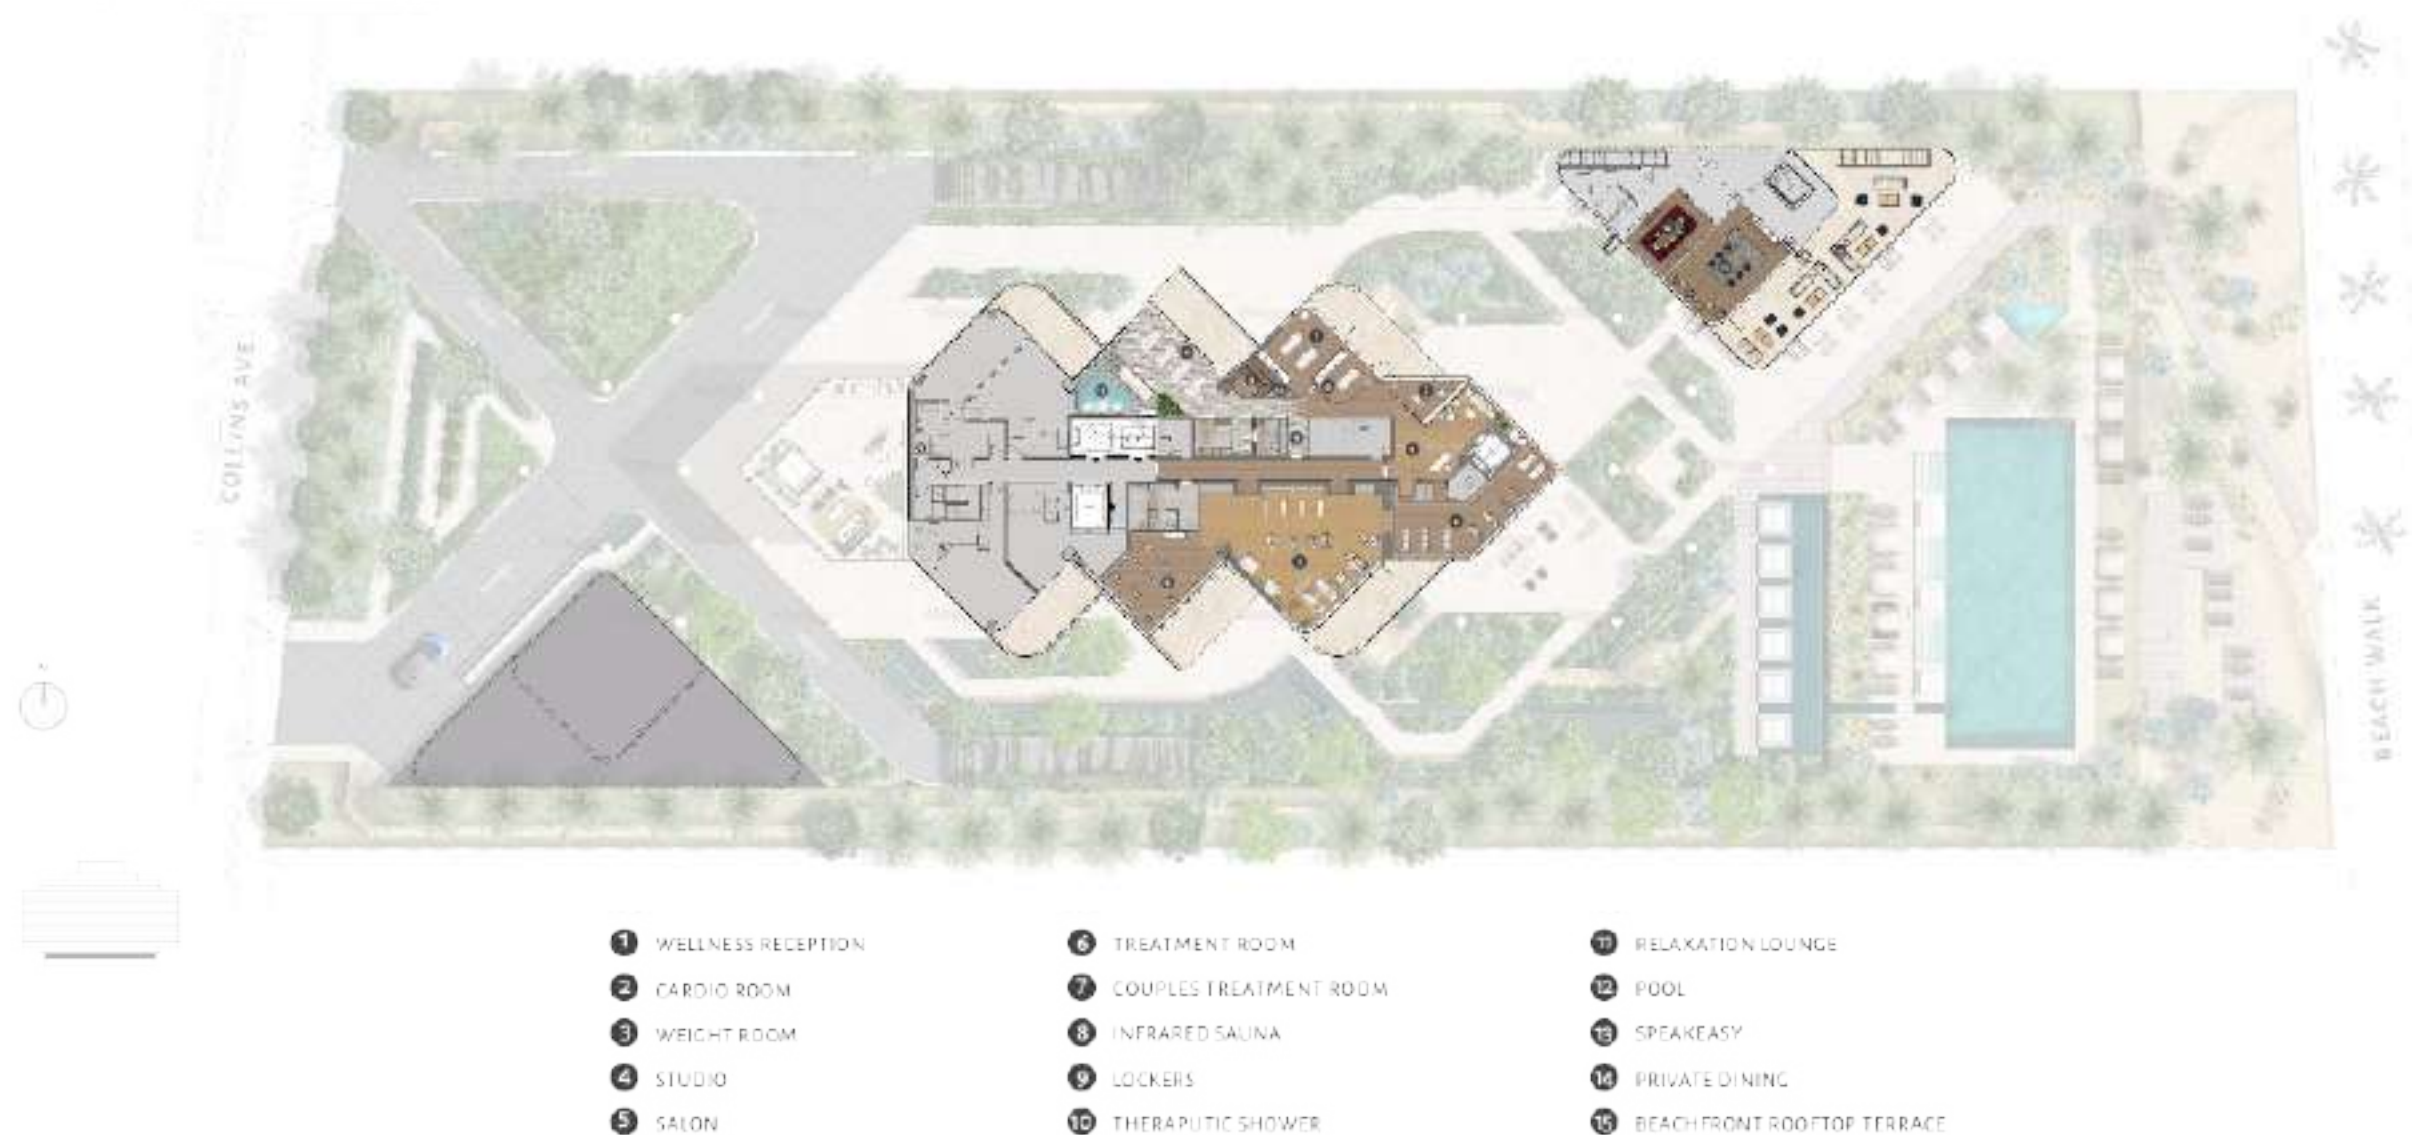 COLLINS AVE
BEACH WALK
1 WELLNESS RECEPTION
2 CARDIO ROOM
3 WEIGHT ROOM
4 STUDIO
5 SALON
6 TREATMENT ROOM
7 COUPLES TREATMENT ROOM
8 INFRARED SAUNA
9 LOCKERS
10 THERAPUTIC SHOWER
11 RELAXATION LOUNGE
12 POOL
13 SPEAKEASY
14 PRIVATE DINING
15 BEACHFRONT ROOFTOP TERRACE